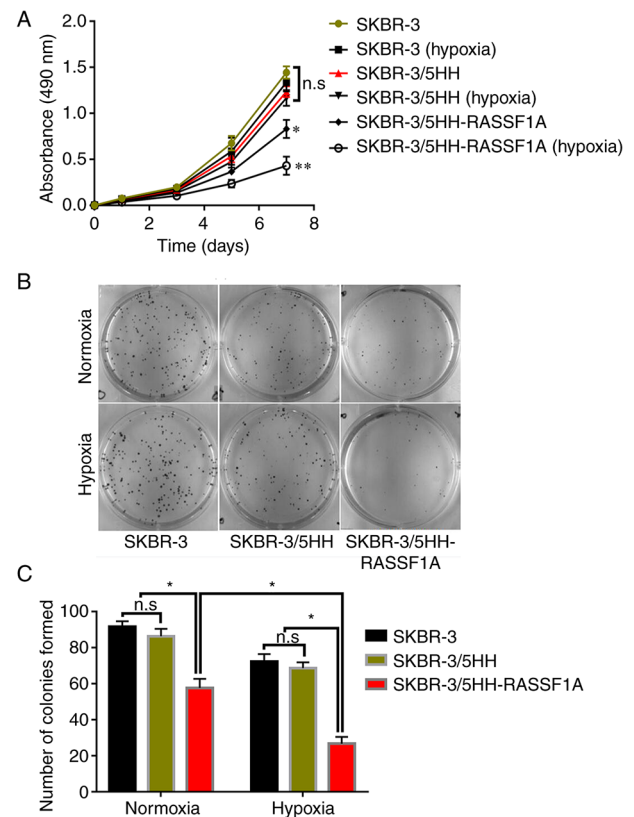 A
2.0
1.5
1.0
0.5
0.0
Absorbance (490 nm)
0 2 4 6 8
Time (days)
n.s
*
**
SKBR-3
SKBR-3 (hypoxia)
SKBR-3/5HH
SKBR-3/5HH (hypoxia)
SKBR-3/5HH-RASSF1A
SKBR-3/5HH-RASSF1A (hypoxia)
B
Normoxia
Hypoxia
SKBR-3 SKBR-3/5HH SKBR-3/5HH-
RASSF1A
C
Number of colonies formed
100
80
60
40
20
0
* *
n.s
*
n.s
Normoxia Hypoxia
SKBR-3
SKBR-3/5HH
SKBR-3/5HH-RASSF1A